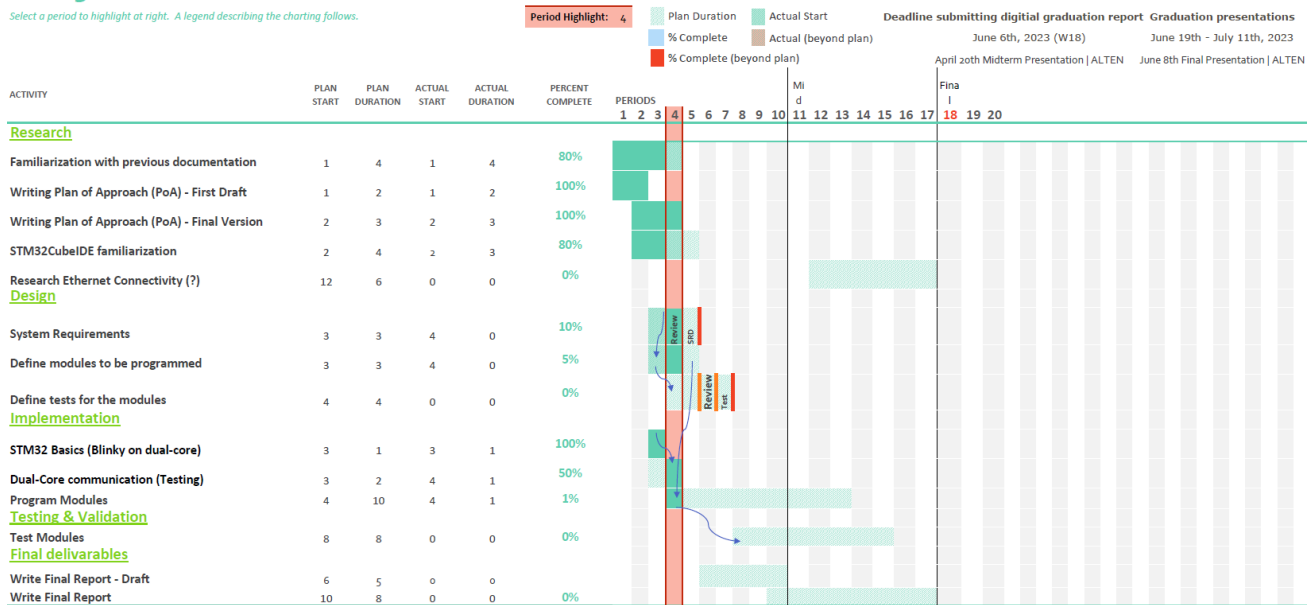 Select a period to highlight at right. A legend describing the charting follows.
Period Highlight: 4
Plan Duration
Actual Start
% Complete
Actual (beyond plan)
% Complete (beyond plan)
Deadline submitting digitial graduation report Graduation presentations
June 6th, 2023 (W18) June 19th - July 11th, 2023
April 20th Midterm Presentation | ALTEN June 8th Final Presentation | ALTEN
ACTIVITY PLAN START PLAN DURATION ACTUAL START ACTUAL DURATION PERCENT COMPLETE PERIODS
Mi
d
Fina
l
1 2 3 4 5 6 7 8 9 10 11 12 13 14 15 16 17 18 19 20
Research
Familiarization with previous documentation 1 4 1 4 80%
Writing Plan of Approach (PoA) - First Draft 1 2 1 2 100%
Writing Plan of Approach (PoA) - Final Version 2 3 2 3 100%
STM32CubeIDE familiarization 2 4 2 3 80%
Research Ethernet Connectivity (?) 12 6 0 0 0%
Design
System Requirements 3 3 4 0 10% Review SRD
Define modules to be programmed 3 3 4 0 5%
Define tests for the modules 4 4 0 0 0% Review Test
Implementation
STM32 Basics (Blinky on dual-core) 3 1 3 1 100%
Dual-Core communication (Testing) 3 2 4 1 50%
Program Modules 4 10 4 1 1%
Testing & Validation
Test Modules 8 8 0 0 0%
Final delivarables
Write Final Report - Draft 6 5 0 0
Write Final Report 10 8 0 0 0%